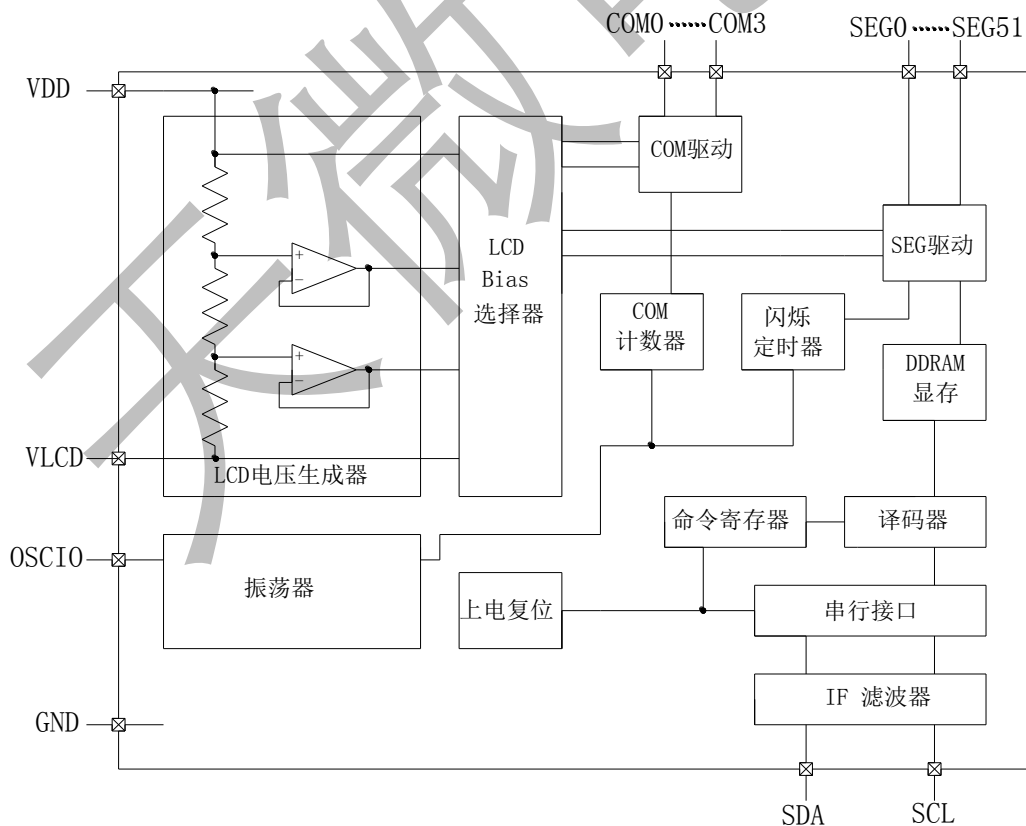 COM0 ······ COM3
SEG0 ······ SEG51
VDD
COM驱动
SEG驱动
LCD
Bias
选择器
COM
计数器
闪烁
定时器
DDRAM
显存
VLCD
LCD电压生成器
命令寄存器
译码器
OSCIO
振荡器
上电复位
串行接口
IF 滤波器
GND
SDA
SCL
天微